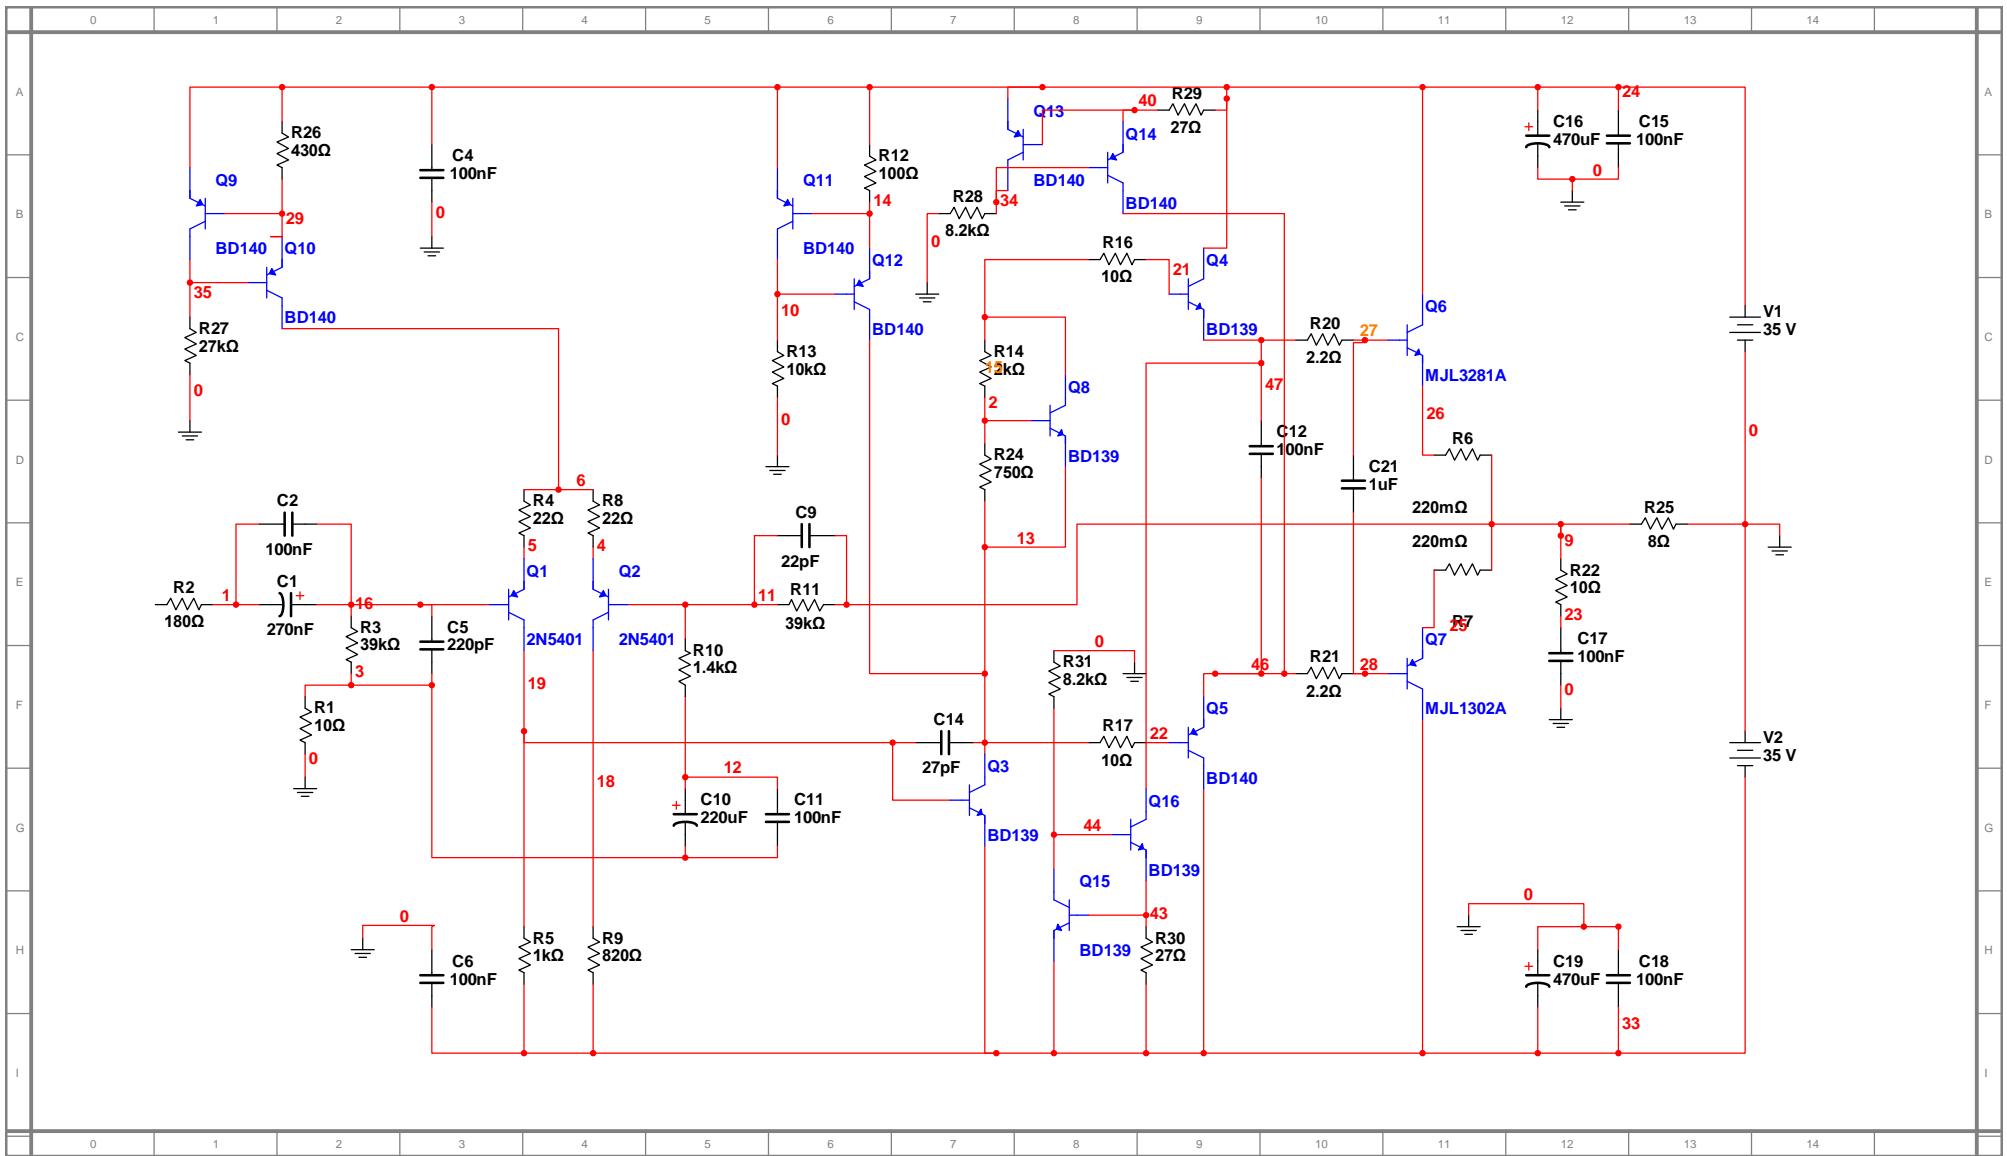 0 1 2 3 4 5 6 7 8 9 10 11 12 13 14
A A
B B
C C
D D
E E
F F
G G
H H
I I
R26
430Ω
C4
100nF
0
Q9
BD140
29
Q10
BD140
35
R27
27kΩ
0
Q11
BD140
R12
100Ω
14
Q12
BD140
10
R13
10kΩ
0
Q13
BD140
40
R29
27Ω
Q14
BD140
R28
8.2kΩ
34
0
R16
10Ω
21
Q4
BD139
24
C16
470uF
C15
100nF
0
R14
2kΩ
15
2
Q8
BD139
R24
750Ω
13
47
C12
100nF
R20
2.2Ω
27
Q6
MJL3281A
26
C21
1uF
R6
220mΩ
220mΩ
R7
25
V1
35 V
0
R25
8Ω
9
R22
10Ω
23
C17
100nF
0
6
R4
22Ω
R8
22Ω
5
4
C2
100nF
R2
180Ω
1
C1
270nF
16
R3
39kΩ
3
C5
220pF
Q1
2N5401
Q2
2N5401
C9
22pF
11
R11
39kΩ
R10
1.4kΩ
R1
10Ω
0
19
18
12
C10
220uF
C11
100nF
C14
27pF
Q3
BD139
R31
8.2kΩ
0
R17
10Ω
22
46
R21
2.2Ω
28
Q5
BD140
Q7
MJL1302A
V2
35 V
44
Q16
BD139
Q15
BD139
43
R30
27Ω
0
C6
100nF
R5
1kΩ
R9
820Ω
0
C19
470uF
C18
100nF
33
0 1 2 3 4 5 6 7 8 9 10 11 12 13 14